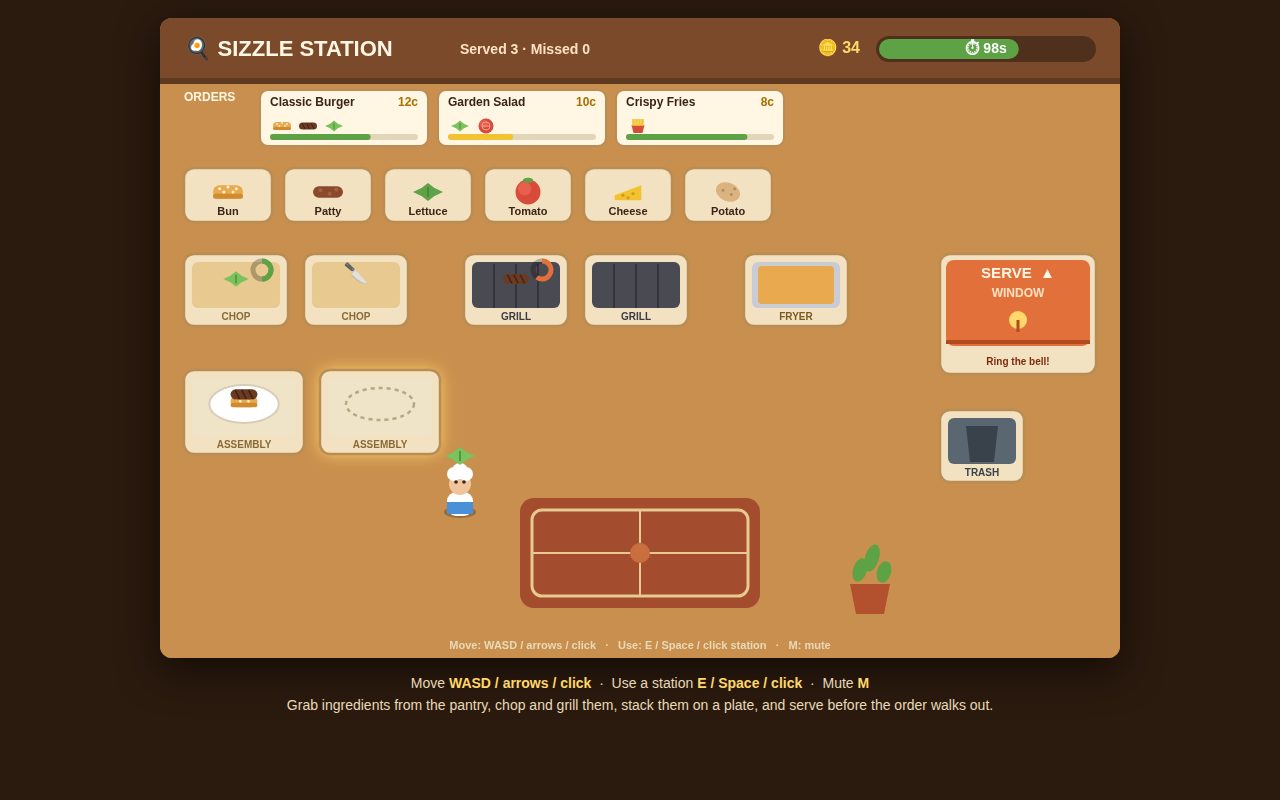 🍳 SIZZLE STATION
Served 3 · Missed 0
🪙 34
⏱ 98s
ORDERS
Classic Burger 12c
Garden Salad 10c
Crispy Fries 8c
Bun
Patty
Lettuce
Tomato
Cheese
Potato
CHOP
CHOP
GRILL
GRILL
FRYER
SERVE ▲
WINDOW
Ring the bell!
ASSEMBLY
ASSEMBLY
TRASH
Move: WASD / arrows / click · Use: E / Space / click station · M: mute
Move WASD / arrows / click · Use a station E / Space / click · Mute M
Grab ingredients from the pantry, chop and grill them, stack them on a plate, and serve before the order walks out.